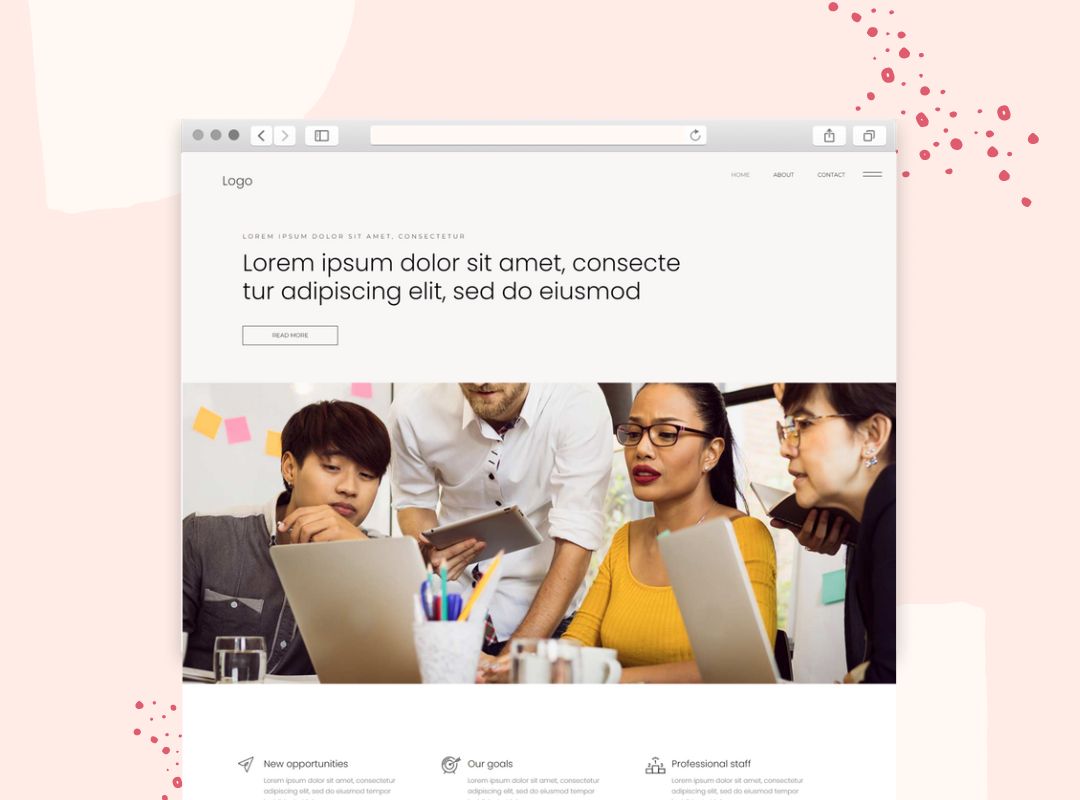 Logo
HOME ABOUT CONTACT
LOREM IPSUM DOLOR SIT AMET, CONSECTETUR
Lorem ipsum dolor sit amet, consecte
tur adipiscing elit, sed do eiusmod
READ MORE
New opportunities
Lorem ipsum dolor sit amet, consectetur
adipiscing elit, sed do eiusmod tempor
Our goals
Lorem ipsum dolor sit amet, consectetur
adipiscing elit, sed do eiusmod tempor
Professional staff
Lorem ipsum dolor sit amet, consectetur
adipiscing elit, sed do eiusmod tempor